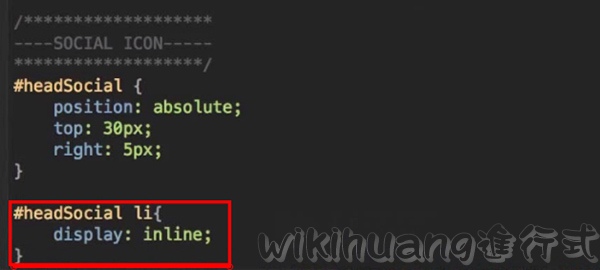 /*******************
----SOCIAL ICON-----
*******************/
#headSocial {
    position: absolute;
    top: 30px;
    right: 5px;
}

#headSocial li{
    display: inline;
}
wikihuang進行式